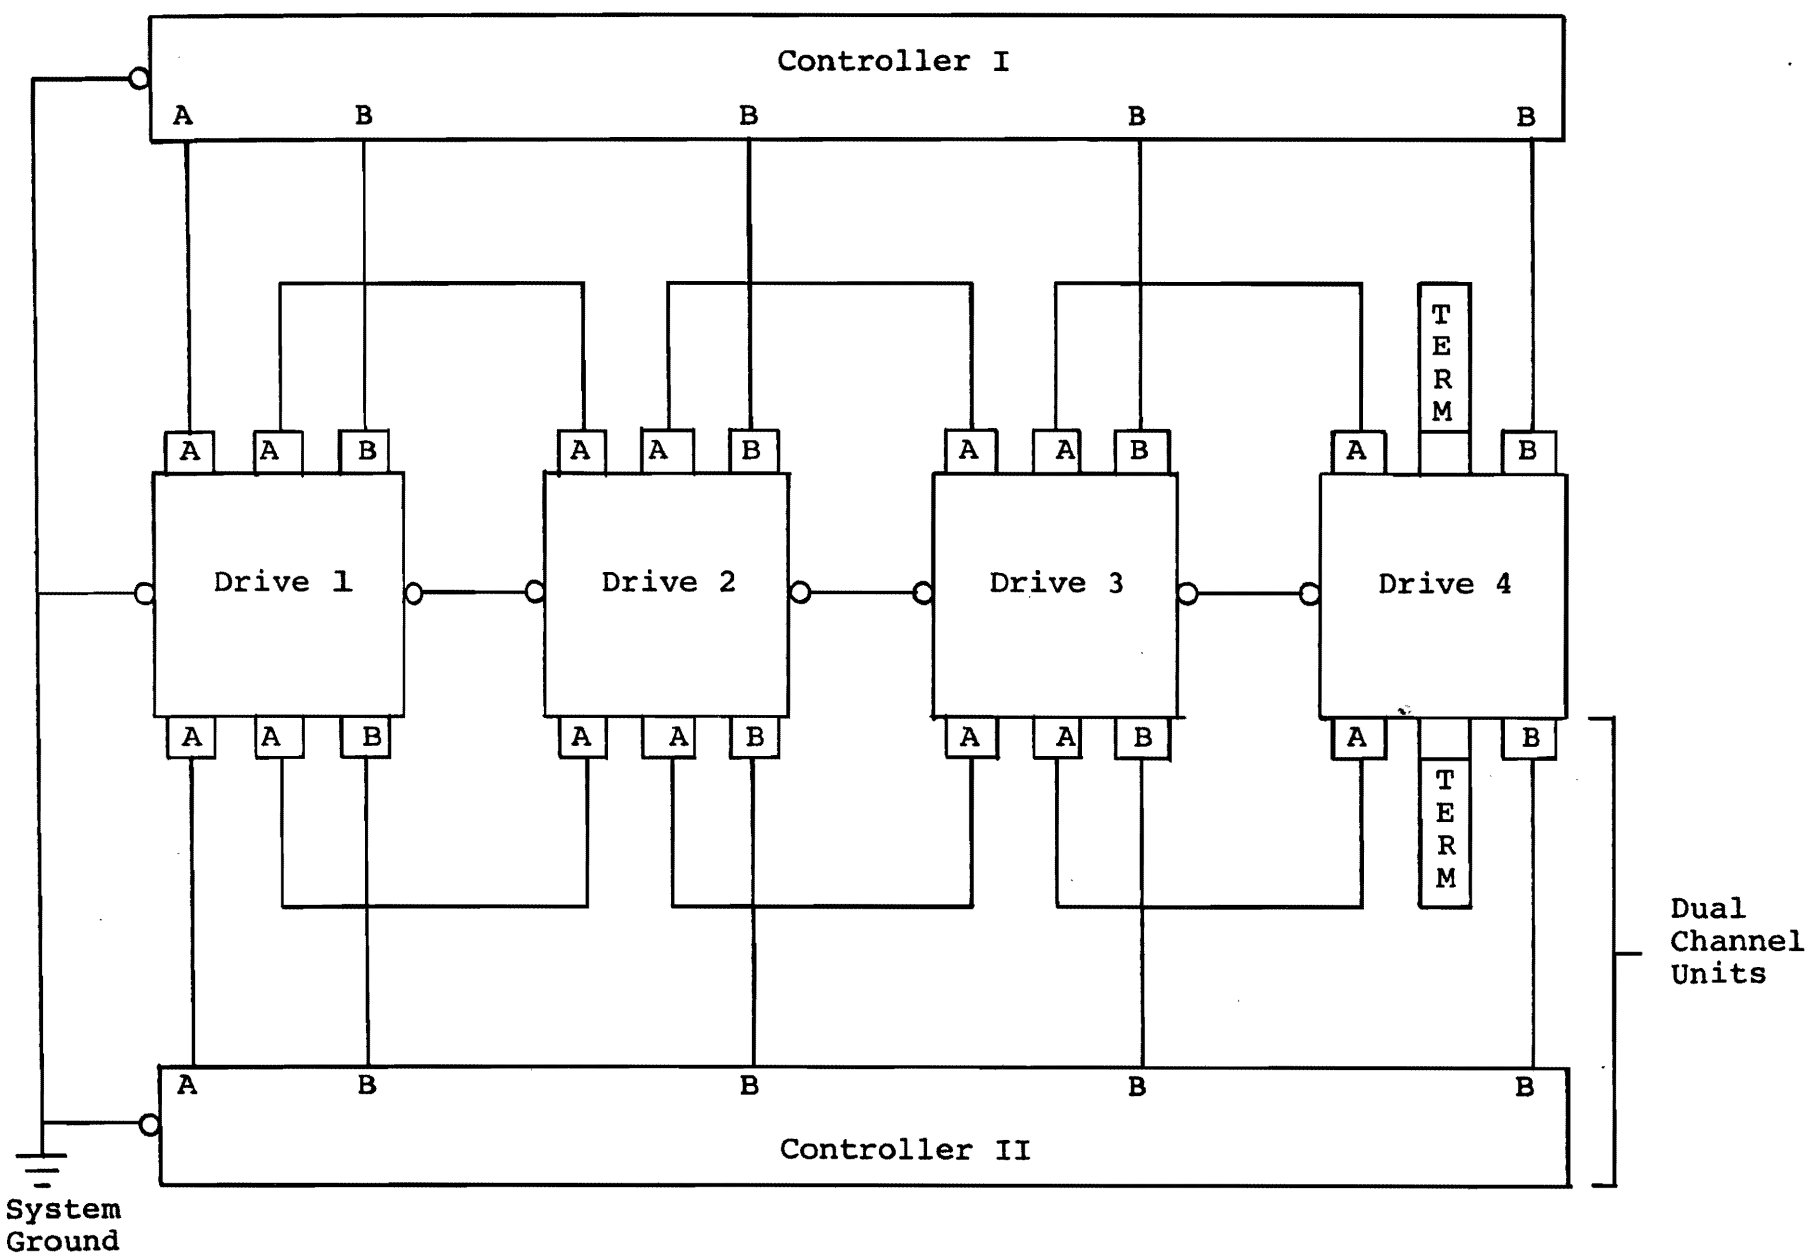 Controller I
A B B B B
T
E
R
M
A A B A A B A A B A B
Drive 1 Drive 2 Drive 3 Drive 4
A A B A A B A A B A B
T
E
R
M
Dual
Channel
Units
A B B B B
Controller II
System
Ground